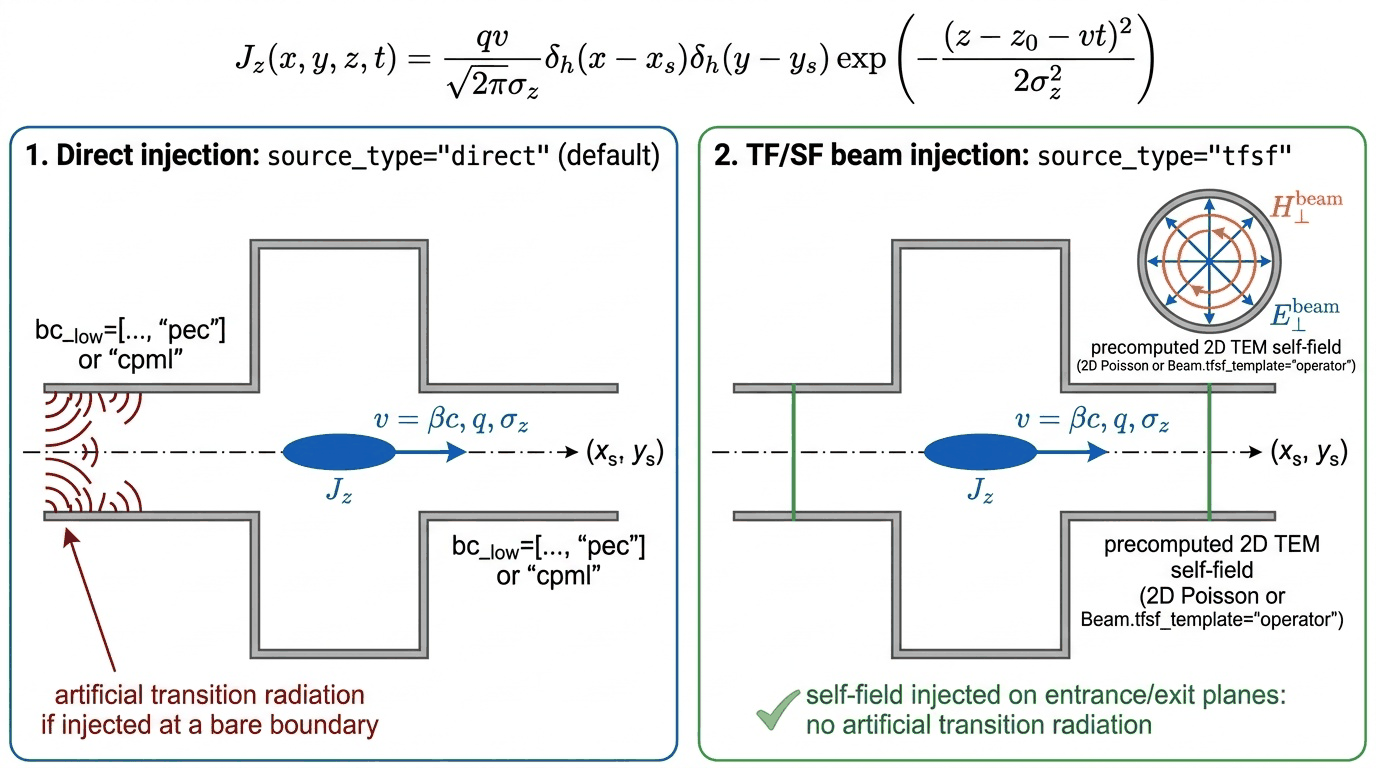 J_z(x, y, z, t) = \frac{qv}{\sqrt{2\pi}\sigma_z} \delta_h(x − x_s)\delta_h(y − y_s) exp\left(−\frac{(z − z_0 − vt)^2}{2\sigma_z^2}\right)
1. Direct injection: source_type="direct" (default)
bc_low=[..., “pec”]
or “cpml”
v = βc, q, σ_z
(x_s, y_s)
J_z
bc_low=[..., “pec”]
or “cpml”
artificial transition radiation
if injected at a bare boundary
2. TF/SF beam injection: source_type="tfsf"
H_⊥^beam
E_⊥^beam
precomputed 2D TEM self-field
(2D Poisson or Beam.tfsf_template=“operator”)
v = βc, q, σ_z
(x_s, y_s)
J_z
precomputed 2D TEM
self-field
(2D Poisson or
Beam.tfsf_template=“operator”)
self-field injected on entrance/exit planes:
no artificial transition radiation